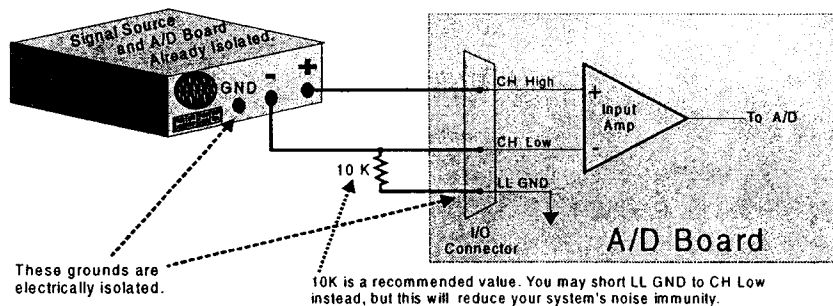 Signal Source
and A/D Board
Already Isolated.
GND - +
CH High
+
Input
Amp
To A/D
CH Low
-
10 K
LL GND
I/O
Connector
A/D Board
These grounds are
electrically isolated.
10K is a recommended value. You may short LL GND to CH Low
instead, but this will reduce your system's noise immunity.